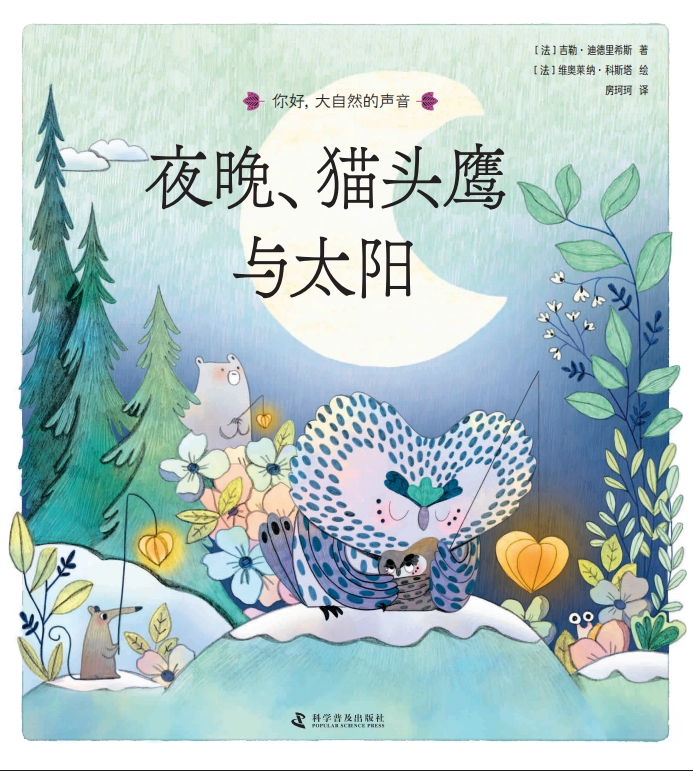 [法]吉勒·迪德里希斯 著
[法]维奥莱纳·科斯塔 绘
房珂珂 译
你好，大自然的声音
夜晚、猫头鹰
与太阳
科学普及出版社
POPULAR SCIENCE PRESS